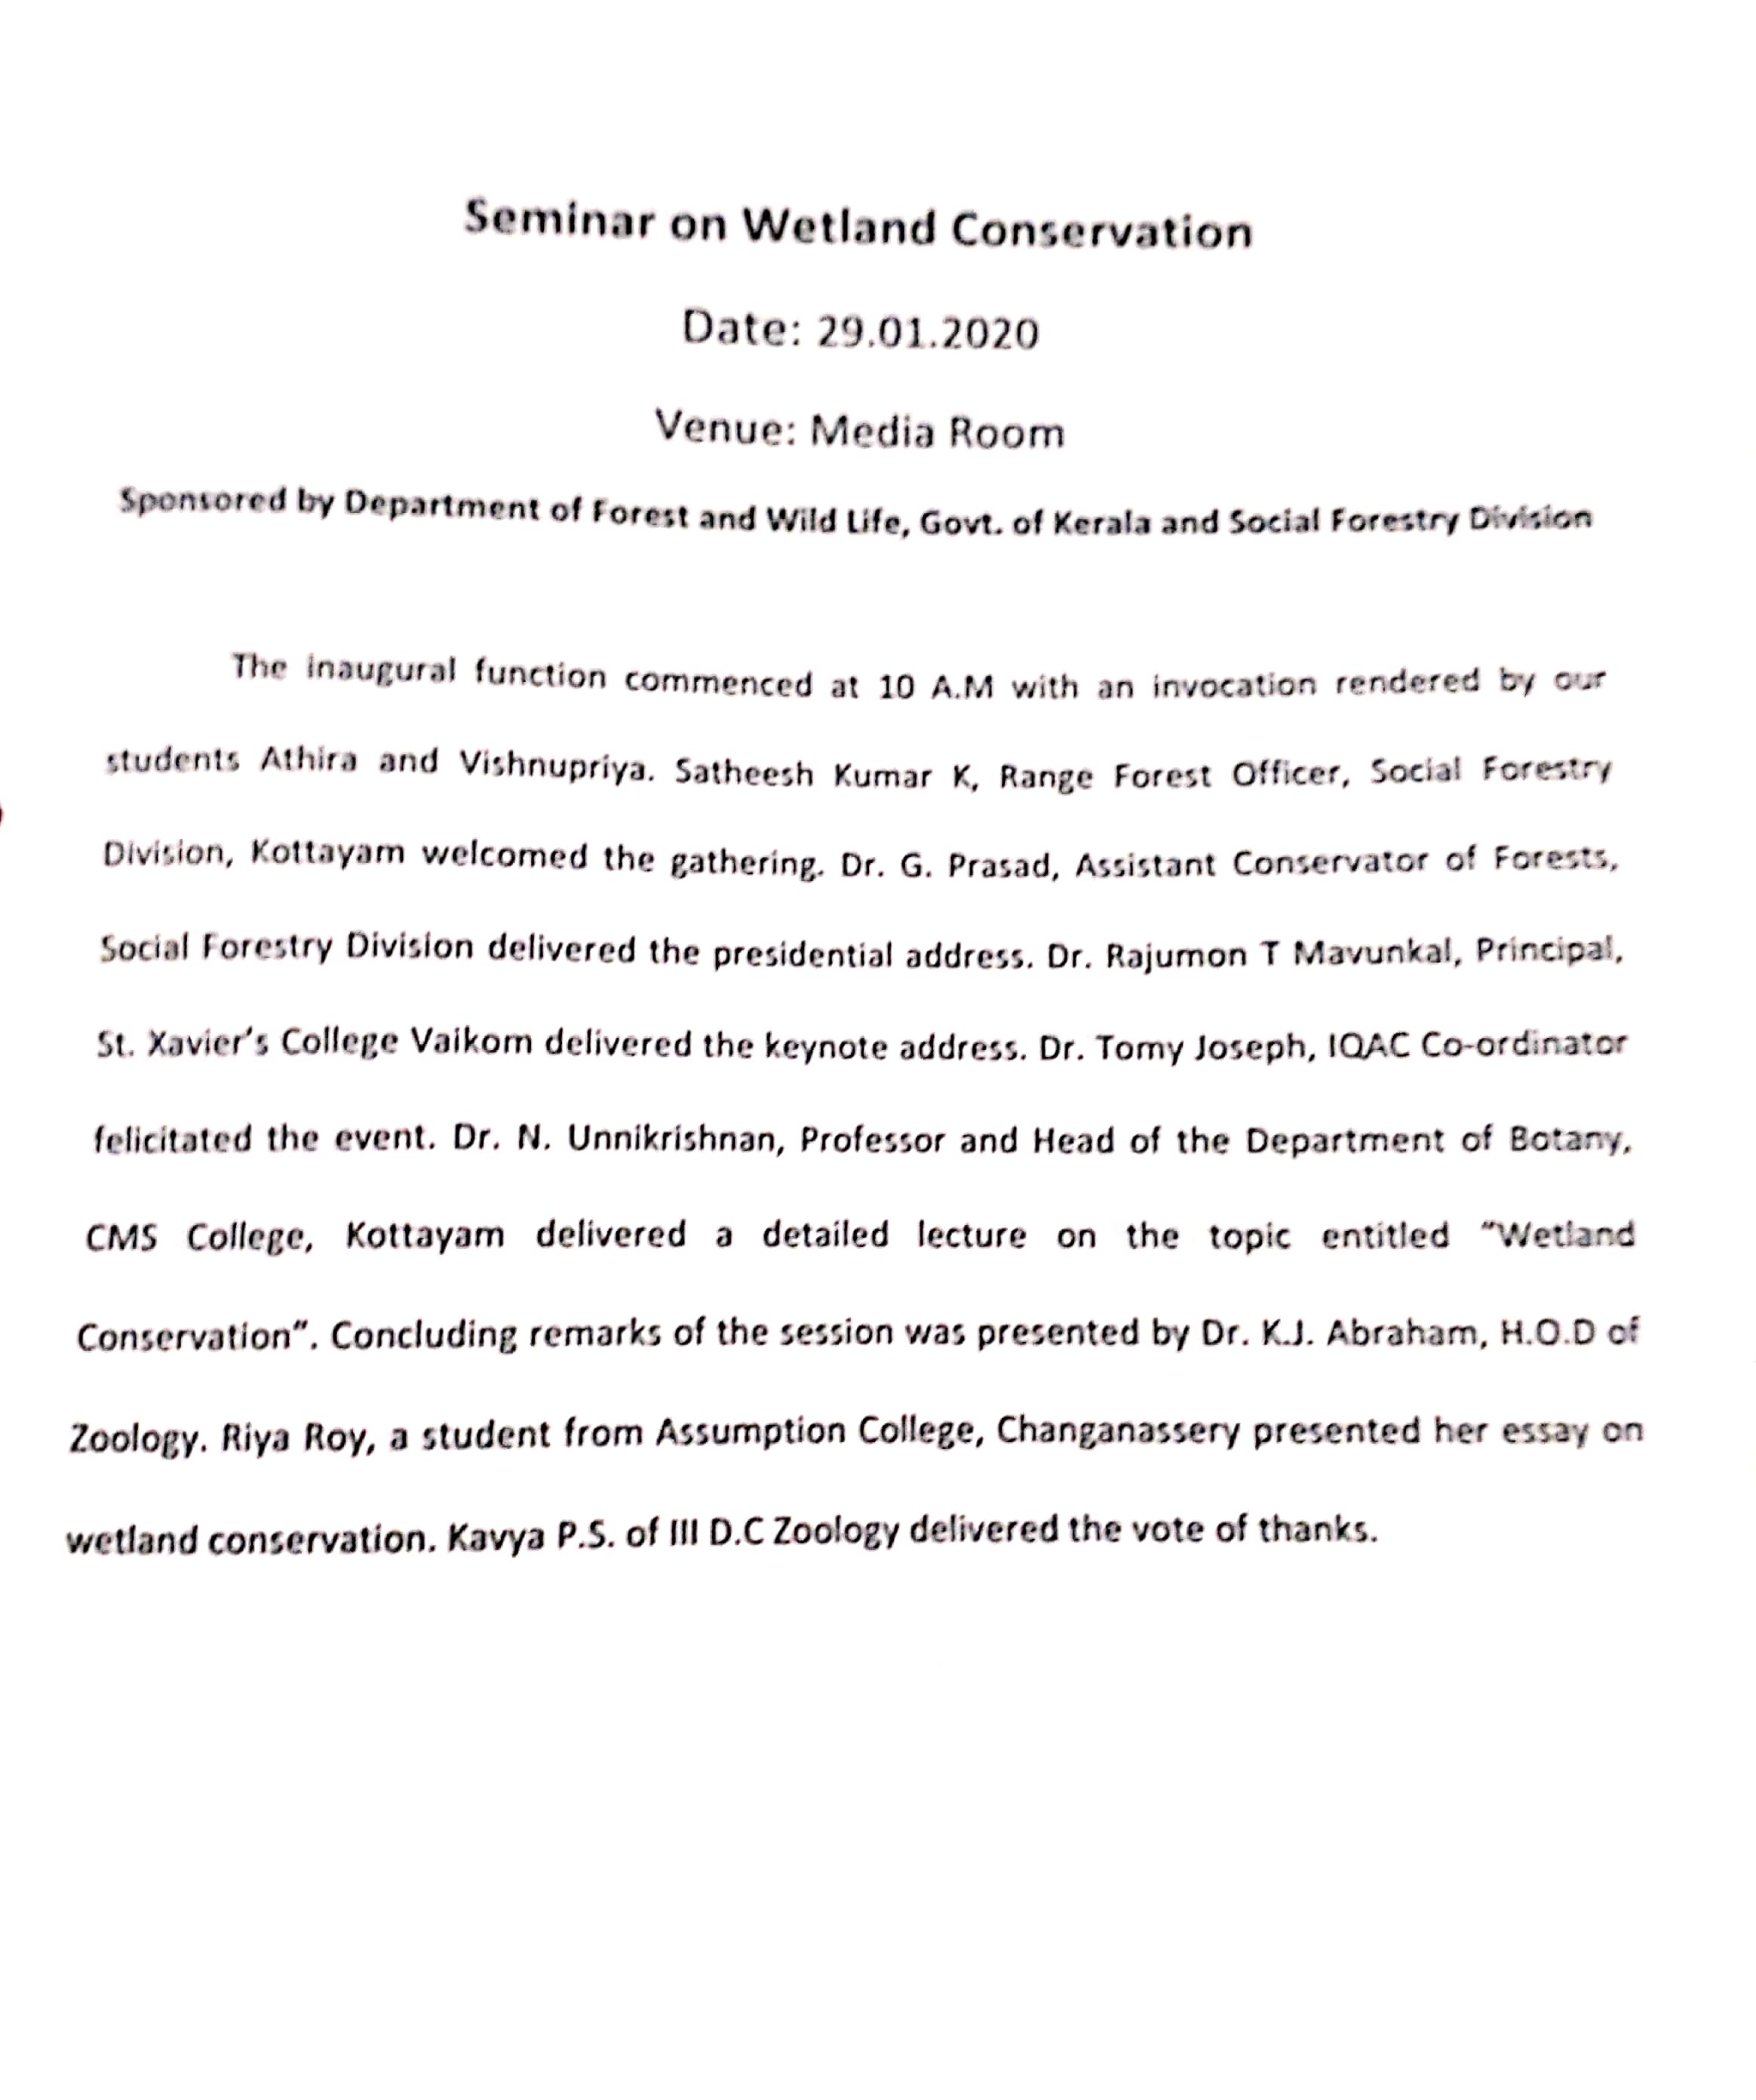 Seminar on Wetland Conservation
Date: 29.01.2020
Venue: Media Room
Sponsored by Department of Forest and Wild Life, Govt. of Kerala and Social Forestry Division
The inaugural function commenced at 10 A.M with an invocation rendered by our
students Athira and Vishnupriya. Satheesh Kumar K, Range Forest Officer, Social Forestry
Division, Kottayam welcomed the gathering. Dr. G. Prasad, Assistant Conservator of Forests,
Social Forestry Division delivered the presidential address. Dr. Rajumon T Mavunkal, Principal,
St. Xavier’s College Vaikom delivered the keynote address. Dr. Tomy Joseph, IQAC Co-ordinator
felicitated the event. Dr. N. Unnikrishnan, Professor and Head of the Department of Botany,
CMS College, Kottayam delivered a detailed lecture on the topic entitled “Wetland
Conservation”. Concluding remarks of the session was presented by Dr. K.J. Abraham, H.O.D of
Zoology. Riya Roy, a student from Assumption College, Changanassery presented her essay on
wetland conservation. Kavya P.S. of III D.C Zoology delivered the vote of thanks.